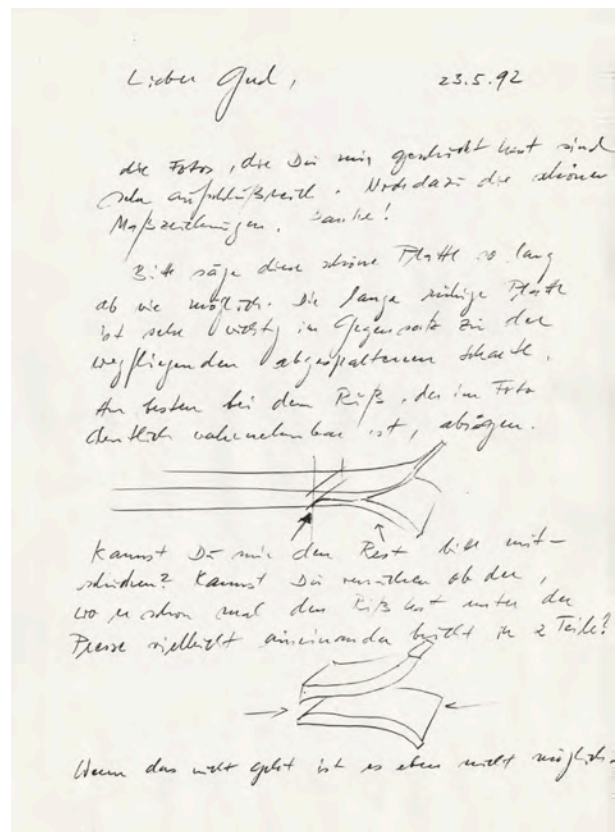 Lieber Gud, 23.5.92
die Fotos, die Du mir geschickt hast sind
sehr aufschlußreich. Noch dazu die schönen
Maßzeichnungen. Danke!
Bitte säge diese schöne Platte so lang
ab wie möglich. Die lange ruhige Platte
ist sehr wichtig im Gegensatz zu der
wegfliegenden abgespaltenen
Am besten bei dem Riß, der im Foto
deutlich wahrnehmbar ist, absägen.
Kannst Du mir den Rest bitte mit-
schicken? Kannst Du versuchen ob der,
wo er schon mal den Riß hat unter der
Presse vielleicht auseinander bricht in 2 Teile?
Wenn das nicht geht ist es eben nicht möglich.